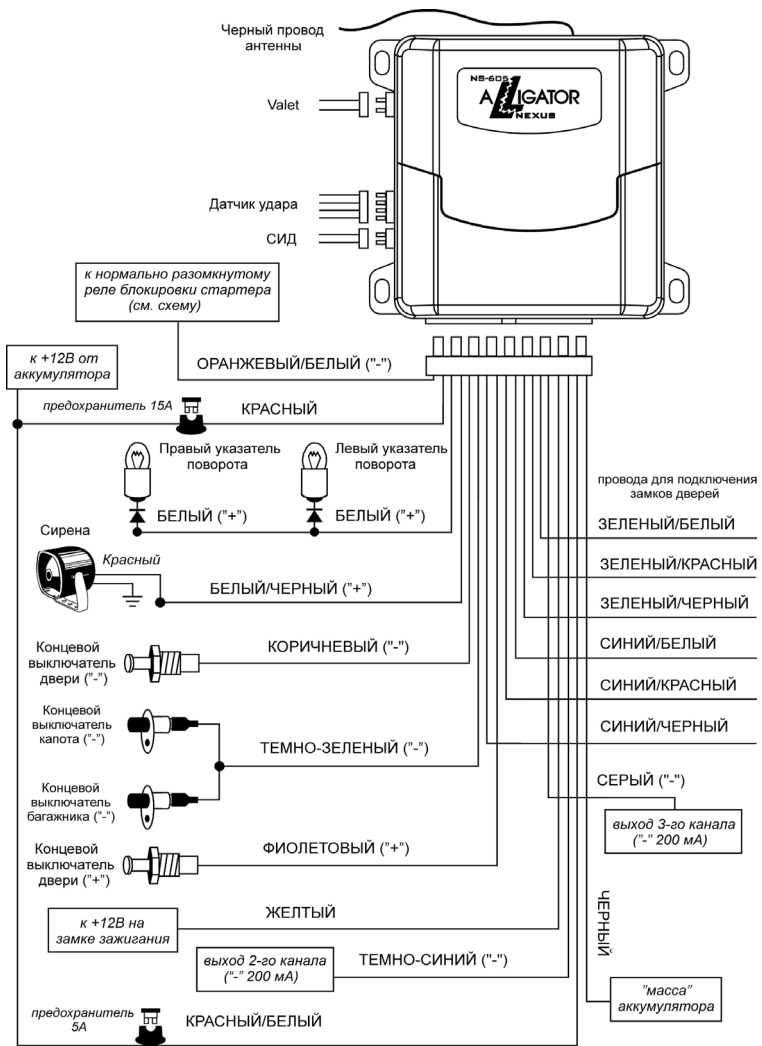 Черный провод
антенны
NS-605
ALLIGATOR
NEXUS
Valet
Датчик удара
СИД
к нормально разомкнутому
реле блокировки стартера
(см. схему)
ОРАНЖЕВЫЙ/БЕЛЫЙ ("-")
к +12В от
аккумулятора
предохранитель 15А
КРАСНЫЙ
Правый указатель
поворота
Левый указатель
поворота
БЕЛЫЙ ("+")
БЕЛЫЙ ("+")
провода для подключения
замков дверей
ЗЕЛЕНЫЙ/БЕЛЫЙ
Сирена
Красный
ЗЕЛЕНЫЙ/КРАСНЫЙ
БЕЛЫЙ/ЧЕРНЫЙ ("+")
ЗЕЛЕНЫЙ/ЧЕРНЫЙ
Концевой
выключатель
двери ("-")
КОРИЧНЕВЫЙ ("-")
СИНИЙ/БЕЛЫЙ
СИНИЙ/КРАСНЫЙ
Концевой
выключатель
капота ("-")
СИНИЙ/ЧЕРНЫЙ
ТЕМНО-ЗЕЛЕНЫЙ ("-")
Концевой
выключатель
багажника ("-")
СЕРЫЙ ("-")
выход 3-го канала
("-" 200 мА)
Концевой
выключатель
двери ("+")
ФИОЛЕТОВЫЙ ("+")
ЧЕРНЫЙ
к +12В на
замке зажигания
ЖЕЛТЫЙ
выход 2-го канала
("-" 200 мА)
ТЕМНО-СИНИЙ ("-")
"масса"
аккумулятора
предохранитель
5А
КРАСНЫЙ/БЕЛЫЙ